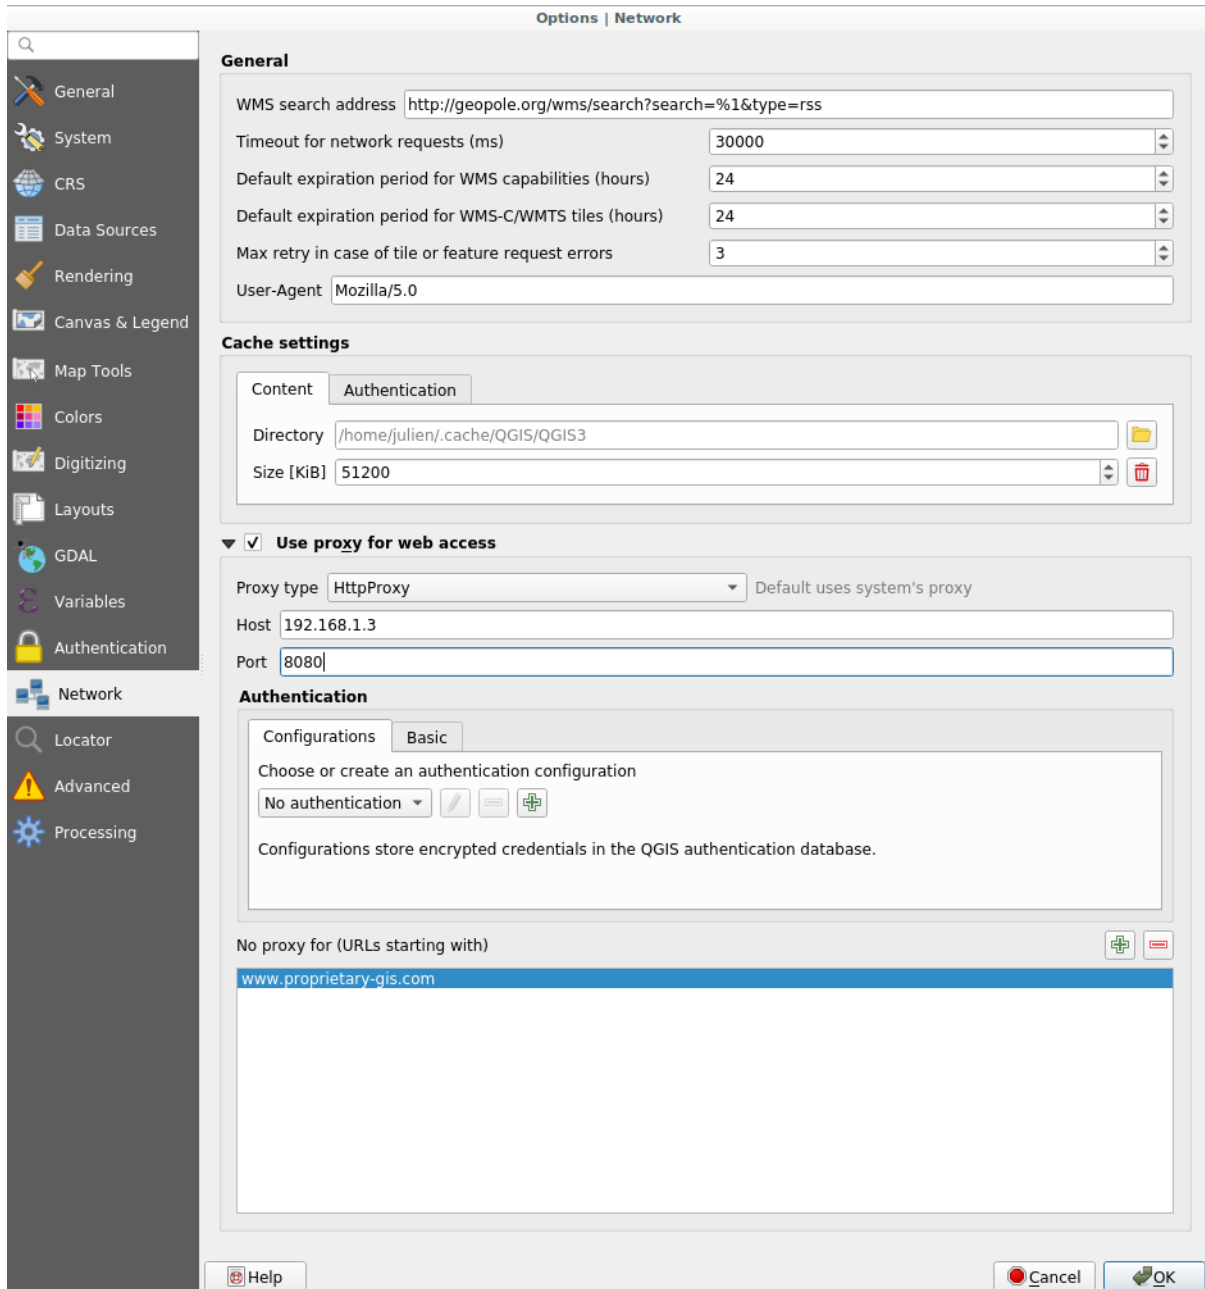 Options | Network
General
System
CRS
Data Sources
Rendering
Canvas & Legend
Map Tools
Colors
Digitizing
Layouts
GDAL
Variables
Authentication
Network
Locator
Advanced
Processing
General
WMS search address http://geopole.org/wms/search?search=%1&type=rss
Timeout for network requests (ms) 30000
Default expiration period for WMS capabilities (hours) 24
Default expiration period for WMS-C/WMTS tiles (hours) 24
Max retry in case of tile or feature request errors 3
User-Agent Mozilla/5.0
Cache settings
Content Authentication
Directory /home/julien/.cache/QGIS/QGIS3
Size [KiB] 51200
Use proxy for web access
Proxy type HttpProxy Default uses system's proxy
Host 192.168.1.3
Port 8080
Authentication
Configurations Basic
Choose or create an authentication configuration
No authentication
Configurations store encrypted credentials in the QGIS authentication database.
No proxy for (URLs starting with)
www.proprietary-gis.com
Help Cancel OK